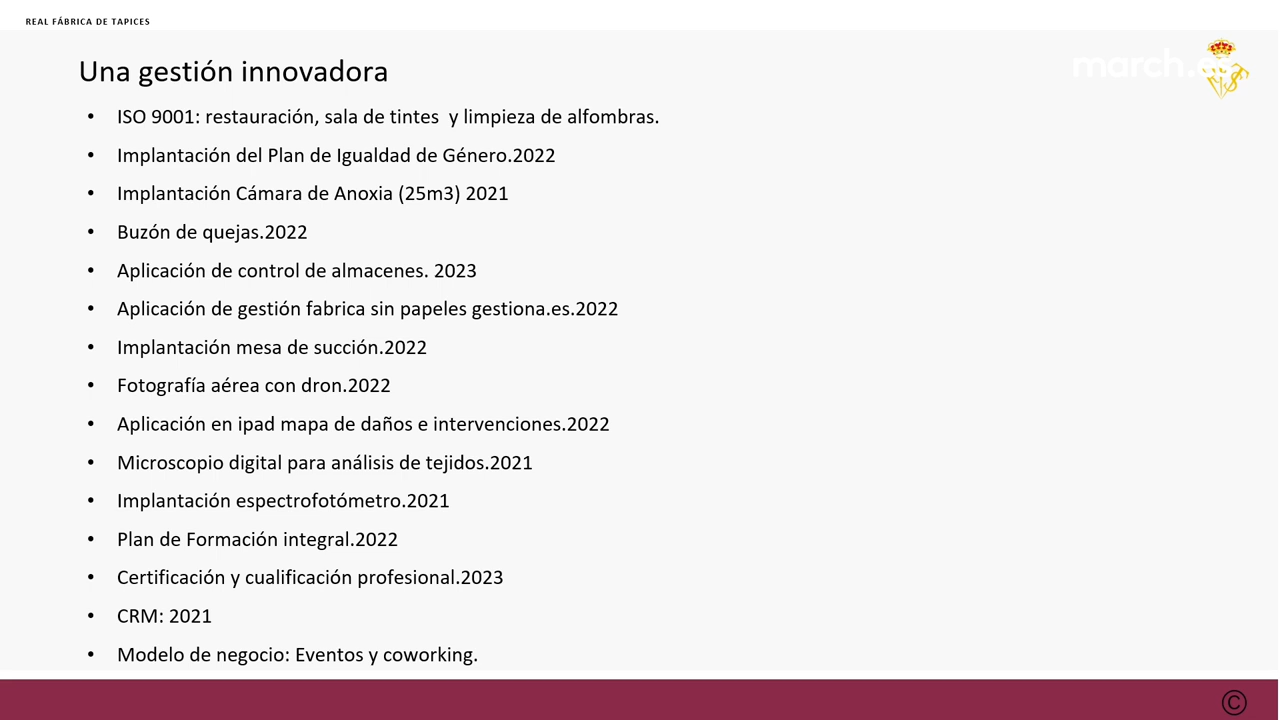 REAL FÁBRICA DE TAPICES
march.es
Una gestión innovadora
• ISO 9001: restauración, sala de tintes  y limpieza de alfombras.
• Implantación del Plan de Igualdad de Género.2022
• Implantación Cámara de Anoxia (25m3) 2021
• Buzón de quejas.2022
• Aplicación de control de almacenes. 2023
• Aplicación de gestión fabrica sin papeles gestiona.es.2022
• Implantación mesa de succión.2022
• Fotografía aérea con dron.2022
• Aplicación en ipad mapa de daños e intervenciones.2022
• Microscopio digital para análisis de tejidos.2021
• Implantación espectrofotómetro.2021
• Plan de Formación integral.2022
• Certificación y cualificación profesional.2023
• CRM: 2021
• Modelo de negocio: Eventos y coworking.
©